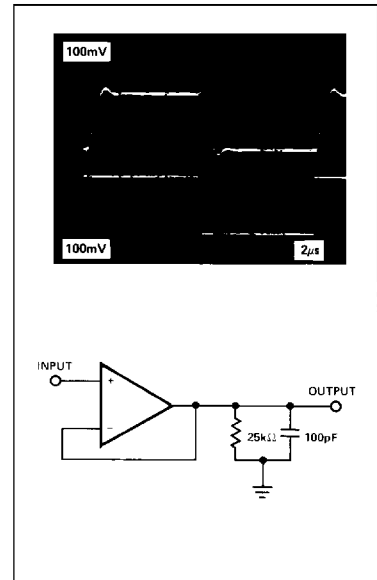 100mV
100mV
2μs
INPUT
+
−
OUTPUT
25kΩ
100pF